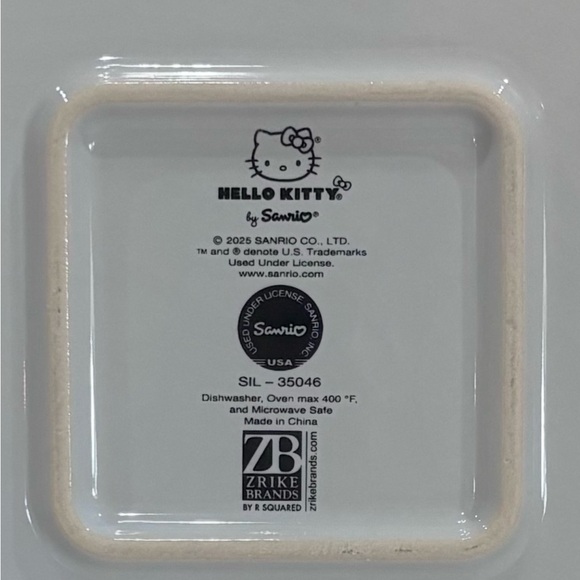 HELLO KITTY®
by Sanrio®
© 2025 SANRIO CO., LTD.
™ and ® denote U.S. Trademarks
Used Under License.
www.sanrio.com
USED UNDER LICENSE SANRIO INC.
Sanrio
USA
SIL – 35046
Dishwasher, Oven max 400 °F,
and Microwave Safe
Made in China
ZB
ZRIKE
BRANDS
BY R SQUARED
zrikebrands.com